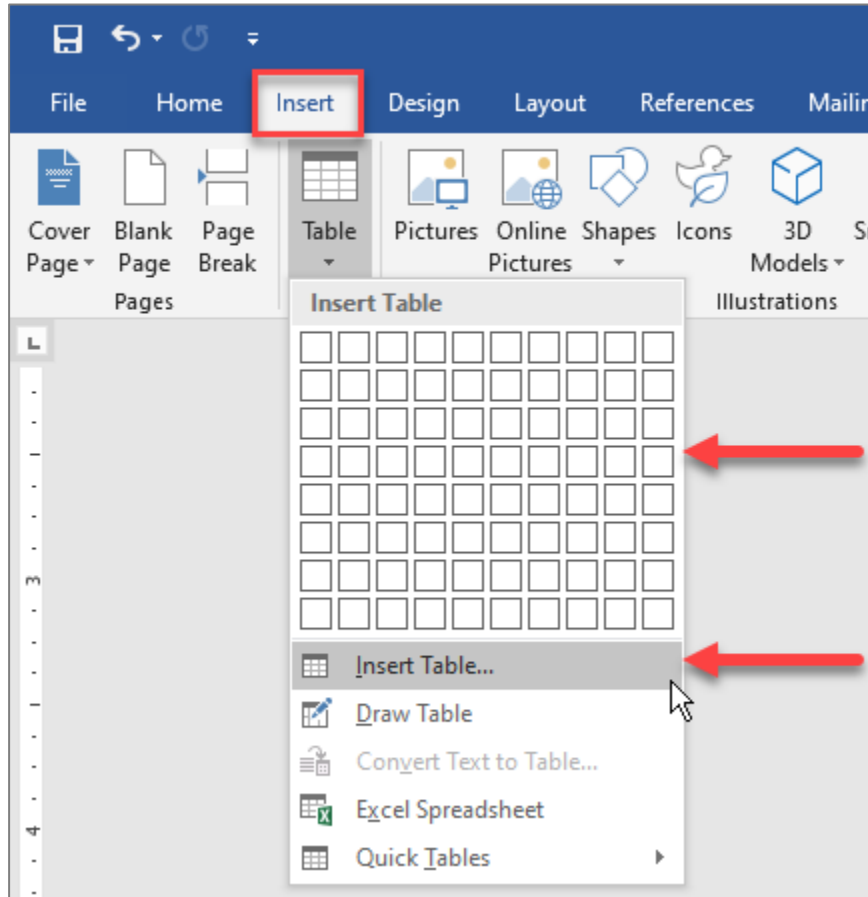 File Home Insert Design Layout References Mailin
Cover Blank Page Table Pictures Online Shapes Icons 3D
Page Page Break Pictures Models
Pages Illustrations
Insert Table
L
3
Insert Table...
Draw Table
Convert Text to Table...
Excel Spreadsheet
4
Quick Tables